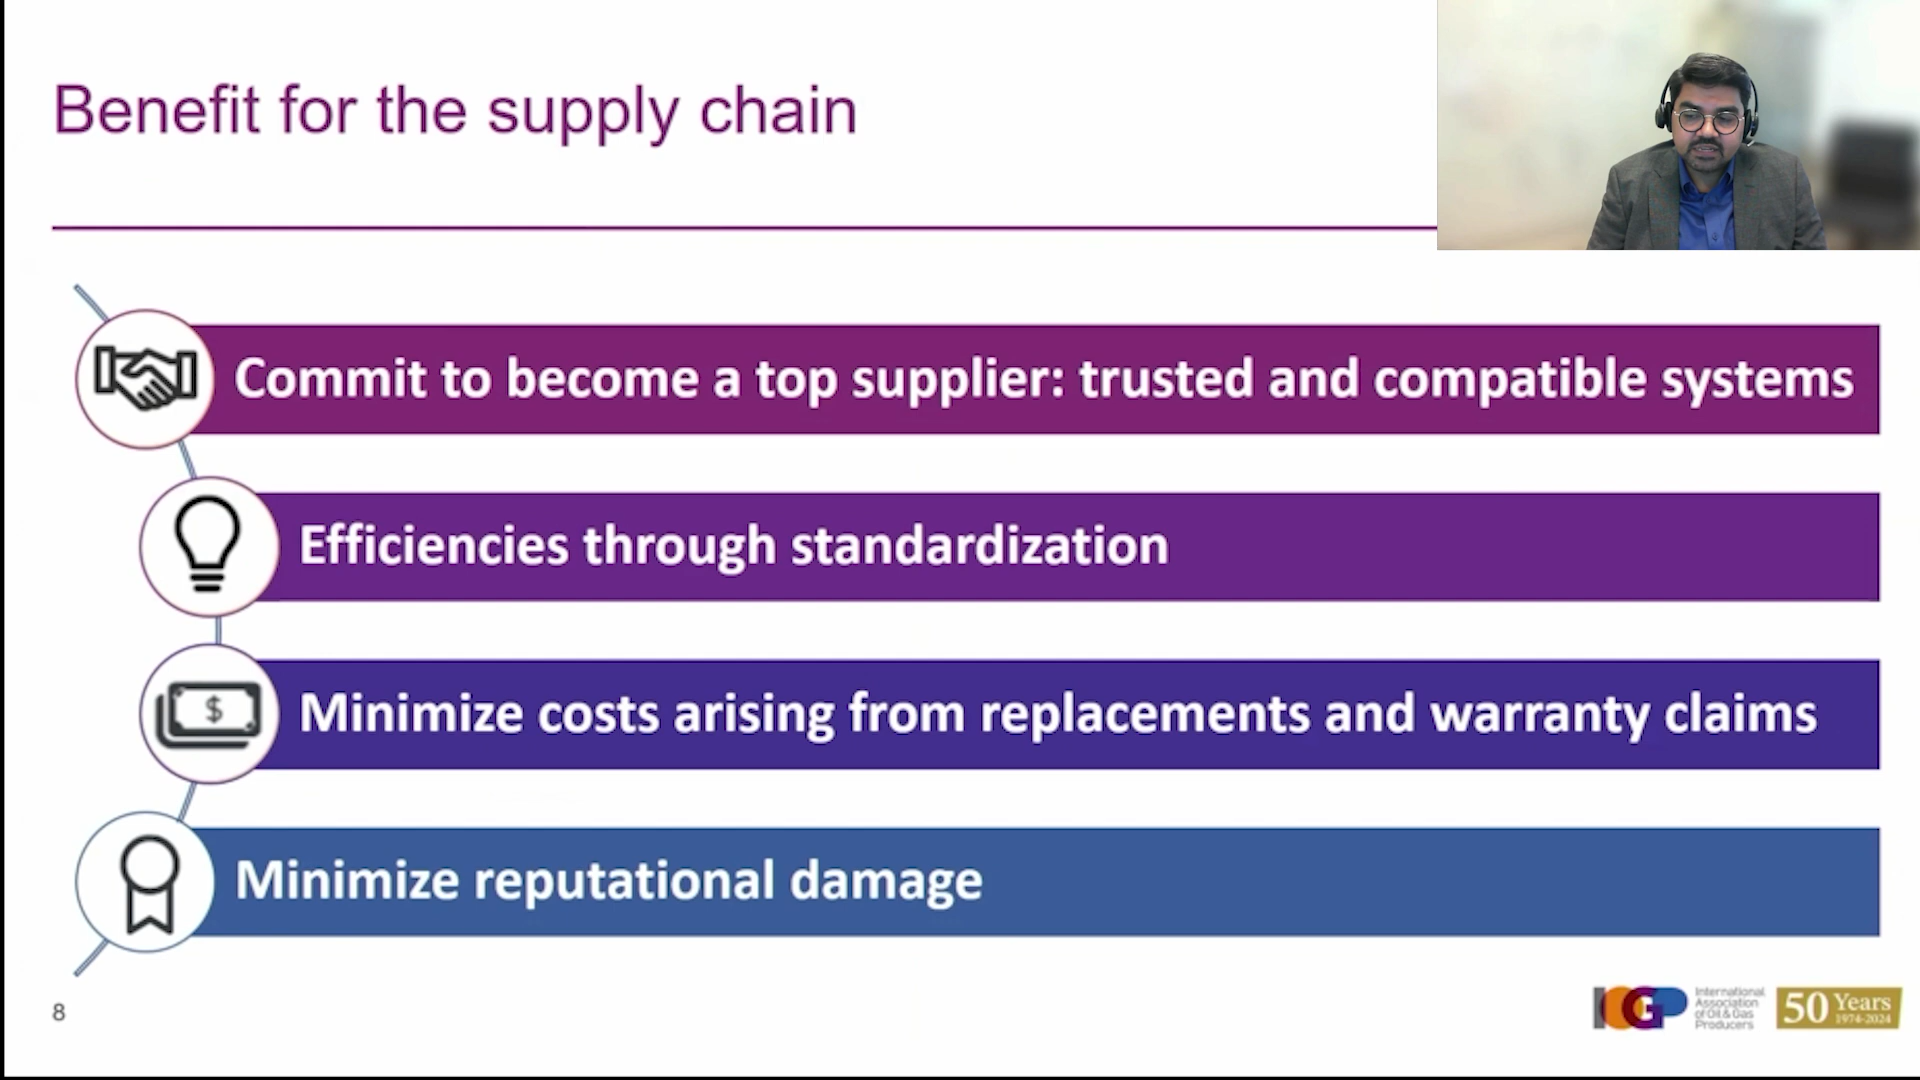 Benefit for the supply chain
Commit to become a top supplier: trusted and compatible systems
Efficiencies through standardization
$
Minimize costs arising from replacements and warranty claims
Minimize reputational damage
8
IOGP
International
Association
of Oil & Gas
Producers
50 Years
1974-2024